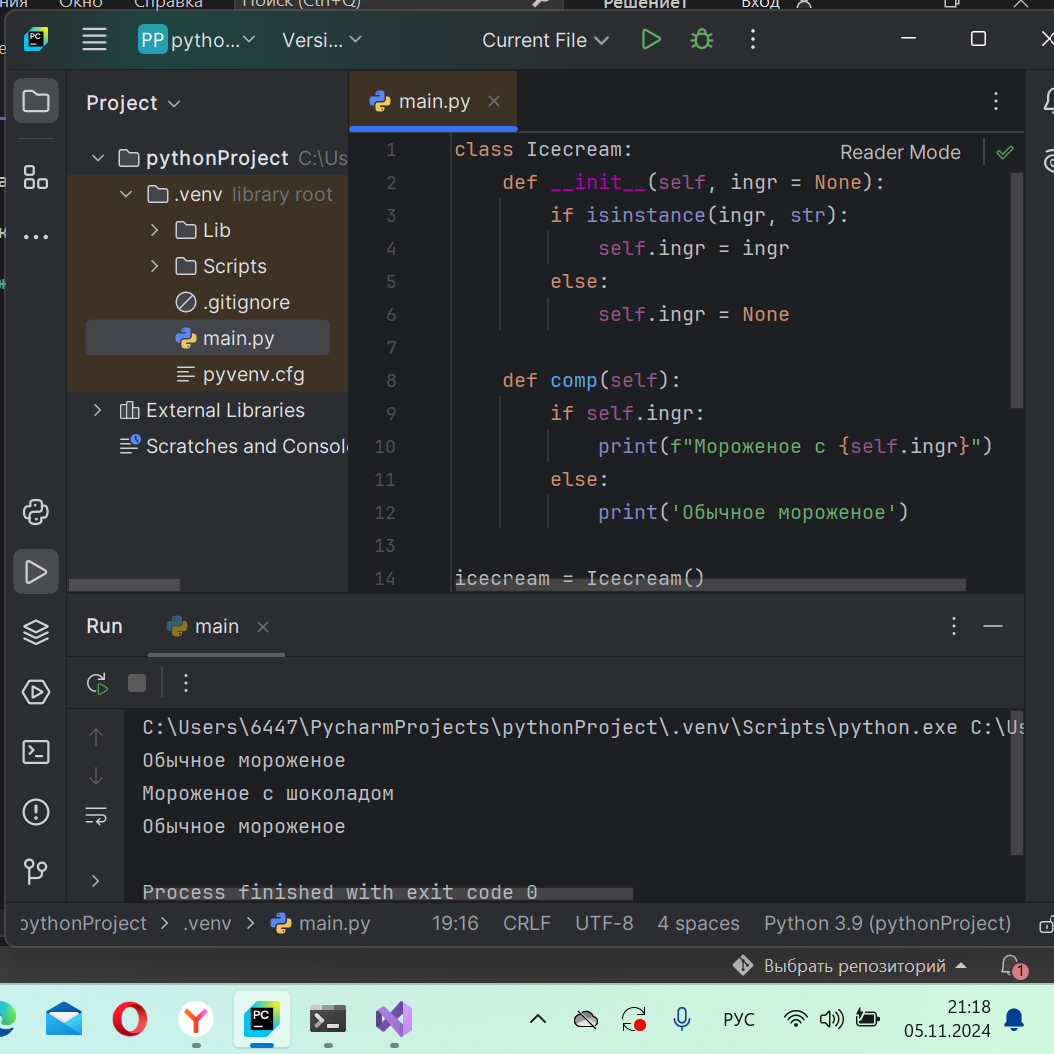 Окно
Справка
Поиск (Ctrl+Q)
Решение1
Вход
PC
PP pytho...
Versi...
Current File
Project
main.py
pythonProject C:\Us
.venv library root
Lib
Scripts
.gitignore
main.py
pyvenv.cfg
External Libraries
Scratches and Consol
Reader Mode
1 class Icecream:
2 def __init__(self, ingr = None):
3 if isinstance(ingr, str):
4 self.ingr = ingr
5 else:
6 self.ingr = None
7
8 def comp(self):
9 if self.ingr:
10 print(f"Мороженое с {self.ingr}")
11 else:
12 print('Обычное мороженое')
13
14 icecream = Icecream()
Run
main
C:\Users\6447\PycharmProjects\pythonProject\.venv\Scripts\python.exe C:\Us
Обычное мороженое
Мороженое с шоколадом
Обычное мороженое
Process finished with exit code 0
pythonProject > .venv > main.py
19:16 CRLF UTF-8 4 spaces Python 3.9 (pythonProject)
Выбрать репозиторий
1
PC
РУС
21:18
05.11.2024